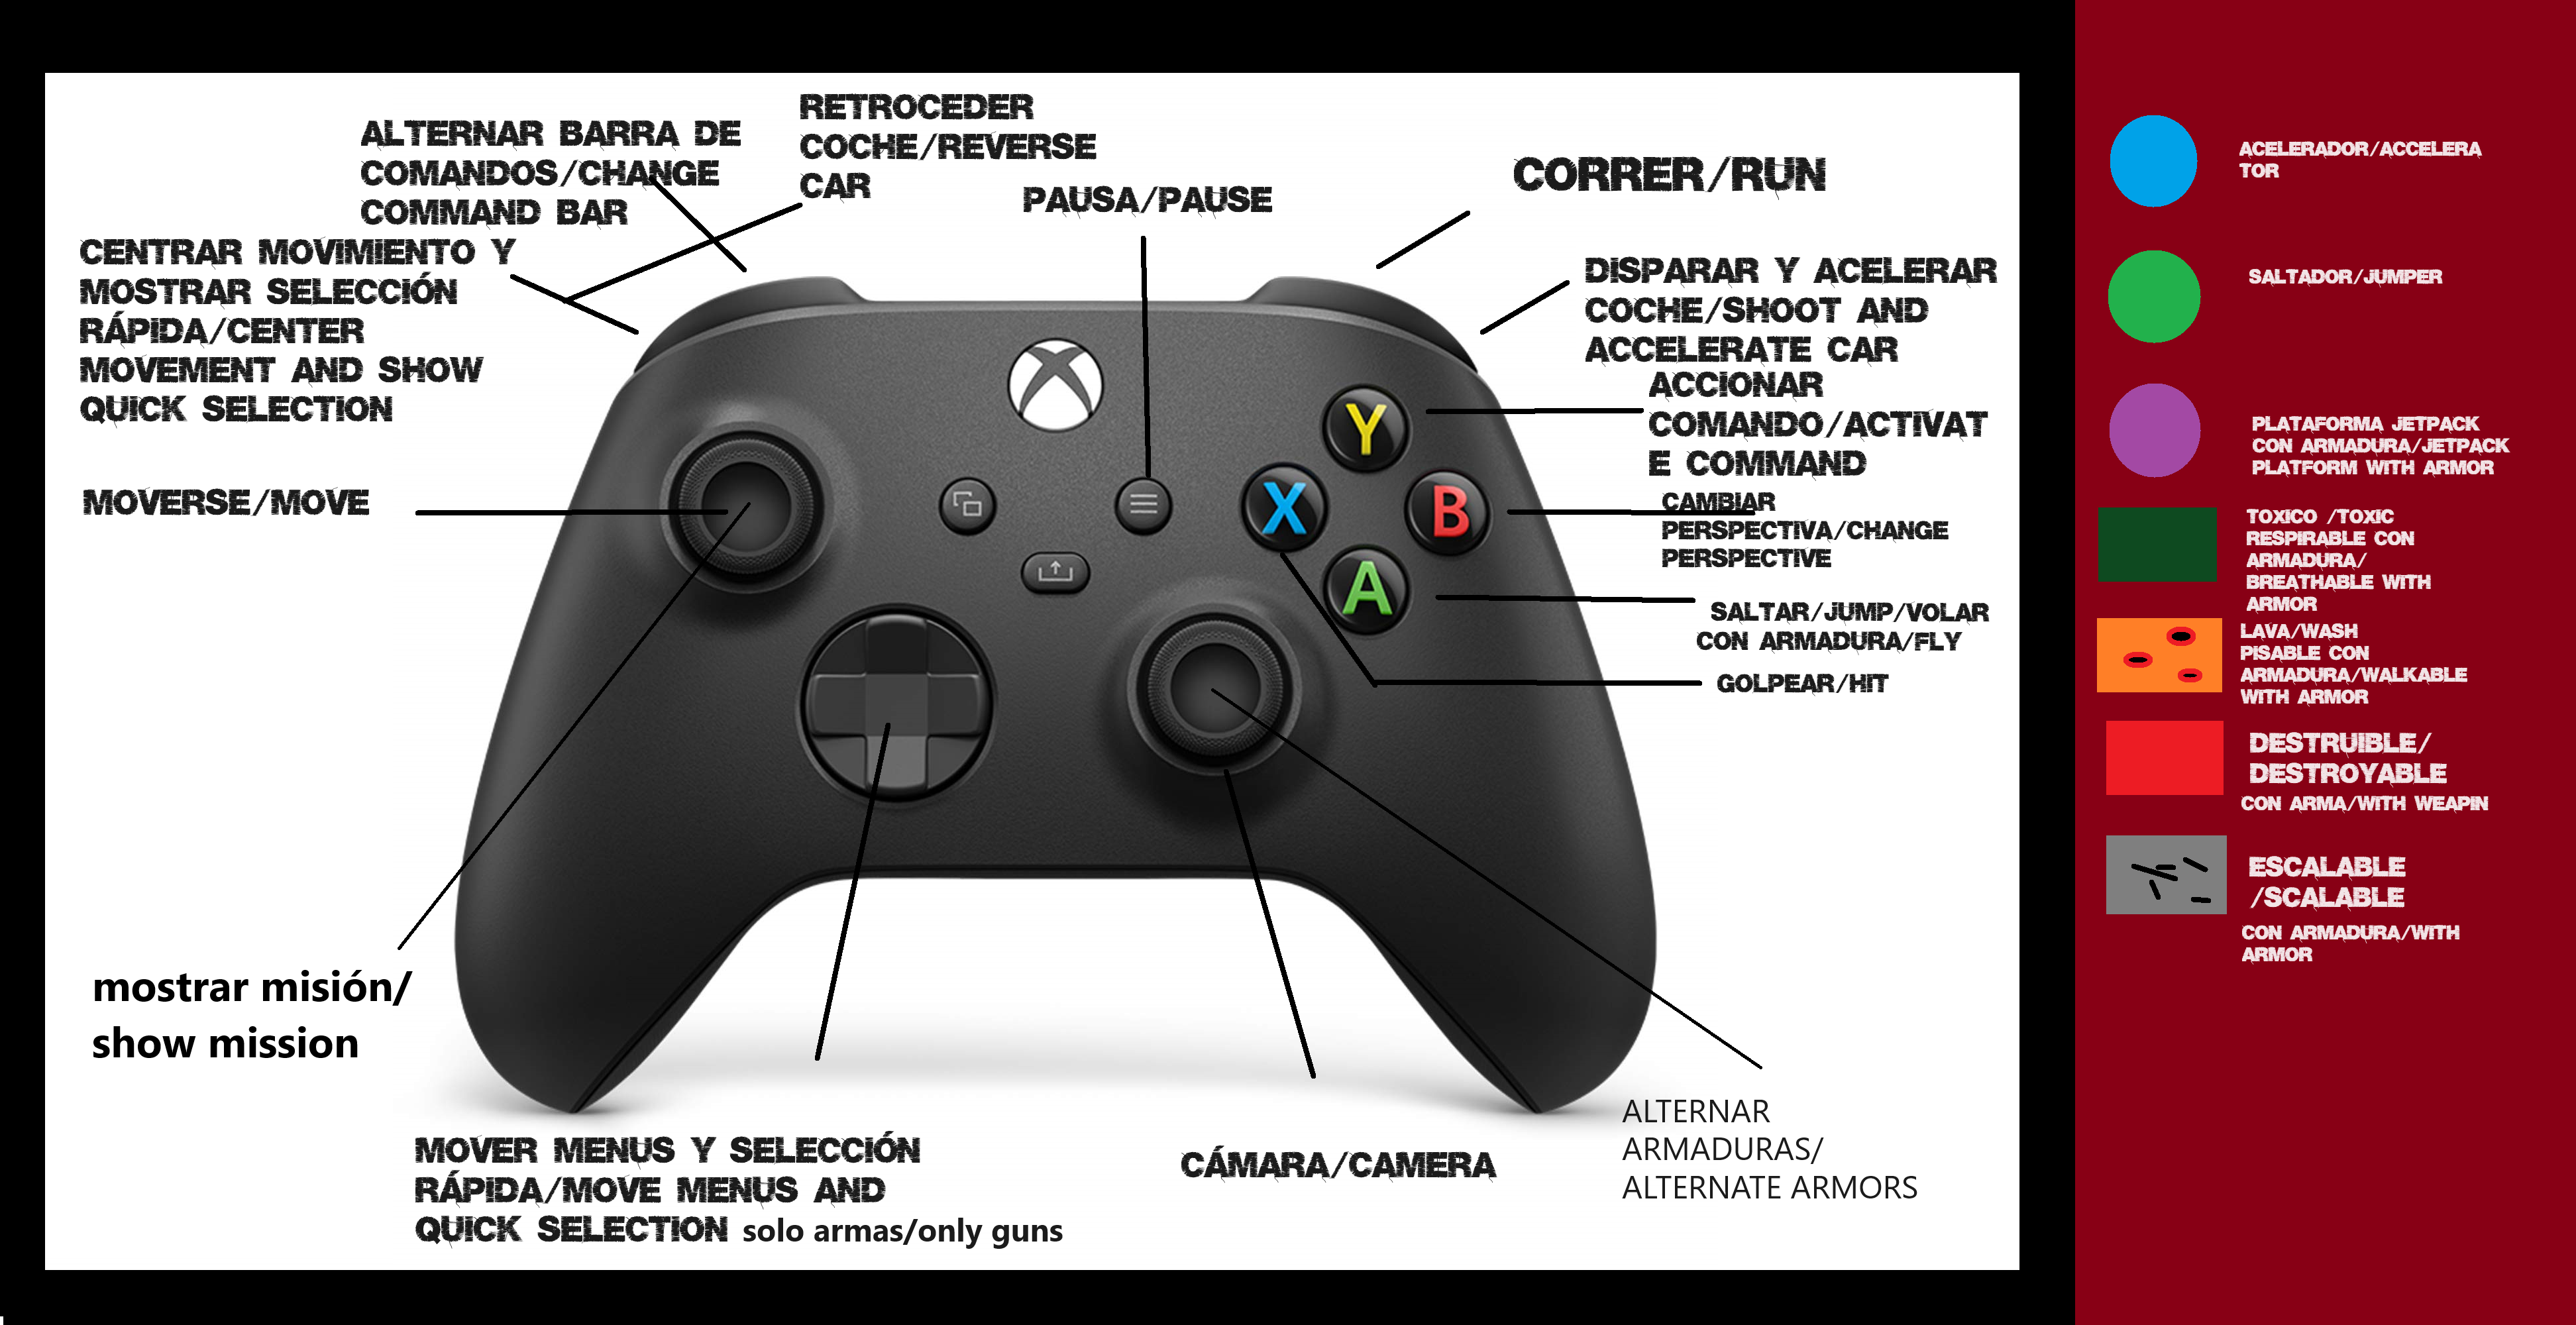 ALTERNAR BARRA DE
COMANDOS/CHANGE
COMMAND BAR
RETROCEDER
COCHE/REVERSE
CAR
PAUSA/PAUSE
CORRER/RUN
CENTRAR MOVIMIENTO Y
MOSTRAR SELECCIÓN
RÁPIDA/CENTER
MOVEMENT AND SHOW
QUICK SELECTION
DISPARAR Y ACELERAR
COCHE/SHOOT AND
ACCELERATE CAR
ACCIONAR
COMANDO/ACTIVAT
E COMMAND
MOVERSE/MOVE
Y
X
B
A
CAMBIAR
PERSPECTIVA/CHANGE
PERSPECTIVE
SALTAR/JUMP/VOLAR
CON ARMADURA/FLY
GOLPEAR/HIT
mostrar misión/
show mission
MOVER MENUS Y SELECCIÓN
RÁPIDA/MOVE MENUS AND
QUICK SELECTION solo armas/only guns
CÁMARA/CAMERA
ALTERNAR
ARMADURAS/
ALTERNATE ARMORS
ACELERADOR/ACCELERA
TOR
SALTADOR/JUMPER
PLATAFORMA JETPACK
CON ARMADURA/JETPACK
PLATFORM WITH ARMOR
TOXICO /TOXIC
RESPIRABLE CON
ARMADURA/
BREATHABLE WITH
ARMOR
LAVA/WASH
PISABLE CON
ARMADURA/WALKABLE
WITH ARMOR
DESTRUIBLE/
DESTROYABLE
CON ARMA/WITH WEAPIN
ESCALABLE
/SCALABLE
CON ARMADURA/WITH
ARMOR